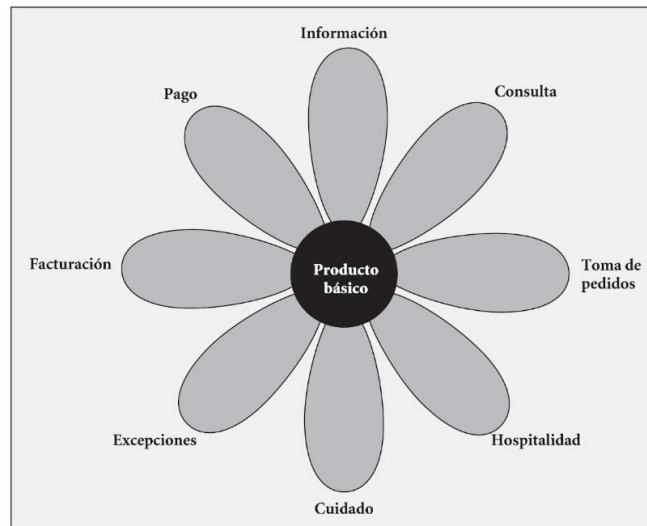 Información
Pago
Consulta
Facturación
Producto
básico
Toma de
pedidos
Excepciones
Hospitalidad
Cuidado